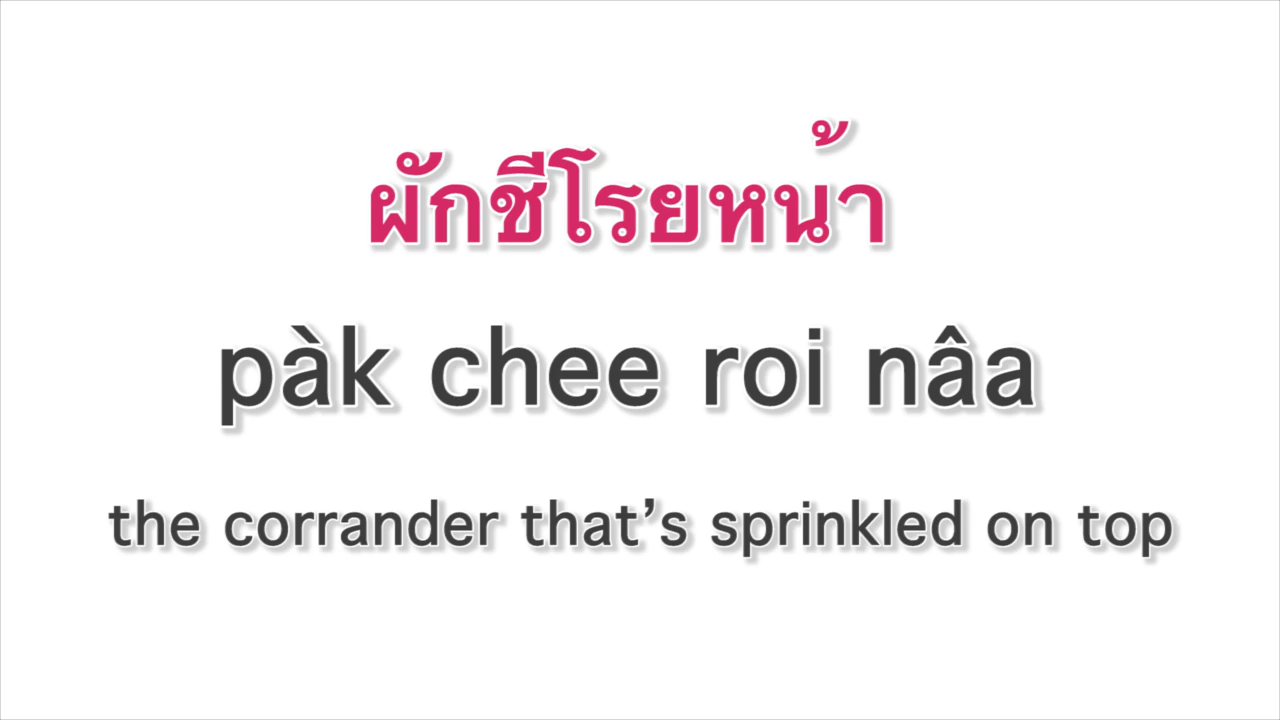 ผักชีโรยหน้า
pàk chee roi nâa
the corrander that’s sprinkled on top